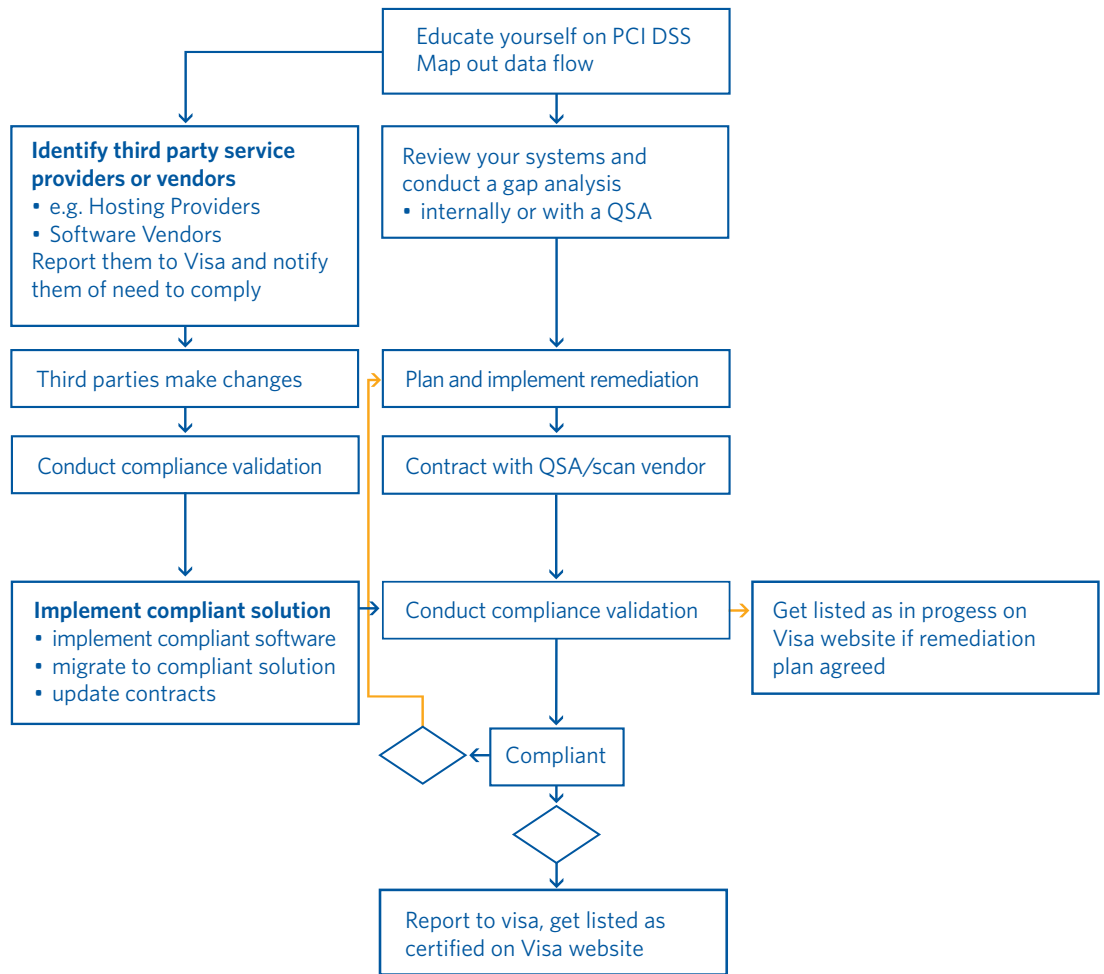 Educate yourself on PCI DSS
Map out data flow
Identify third party service
providers or vendors
• e.g. Hosting Providers
• Software Vendors
Report them to Visa and notify
them of need to comply
Review your systems and
conduct a gap analysis
• internally or with a QSA
Third parties make changes
Plan and implement remediation
Conduct compliance validation
Contract with QSA/scan vendor
Implement compliant solution
• implement compliant software
• migrate to compliant solution
• update contracts
Conduct compliance validation
Get listed as in progess on
Visa website if remediation
plan agreed
Compliant
Report to visa, get listed as
certified on Visa website